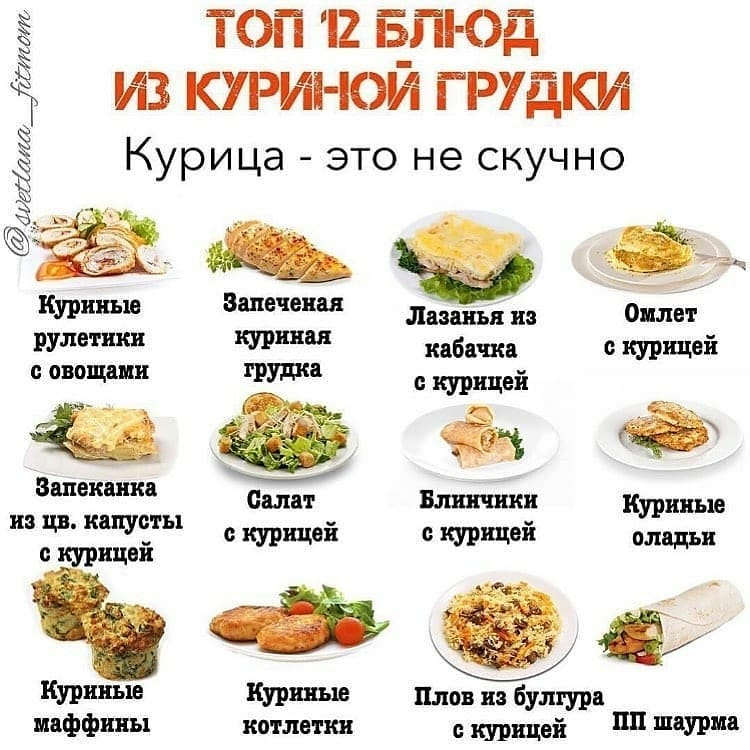 ТОП 12 БЛЮД
ИЗ КУРИНОЙ ГРУДКИ
Курица - это не скучно
@svetlana__fitmom
Куриные
рулетики
с овощами
Запеченая
куриная
грудка
Лазанья из
кабачка
с курицей
Омлет
с курицей
Запеканка
из цв. капусты
с курицей
Салат
с курицей
Блинчики
с курицей
Куриные
оладьи
Куриные
маффины
Куриные
котлетки
Плов из булгура
с курицей
ПП шаурма